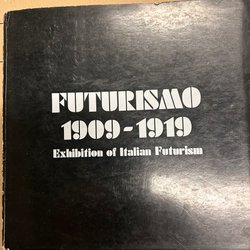 FUTURISMO
1909-1919
Exhibition of Italian Futurism